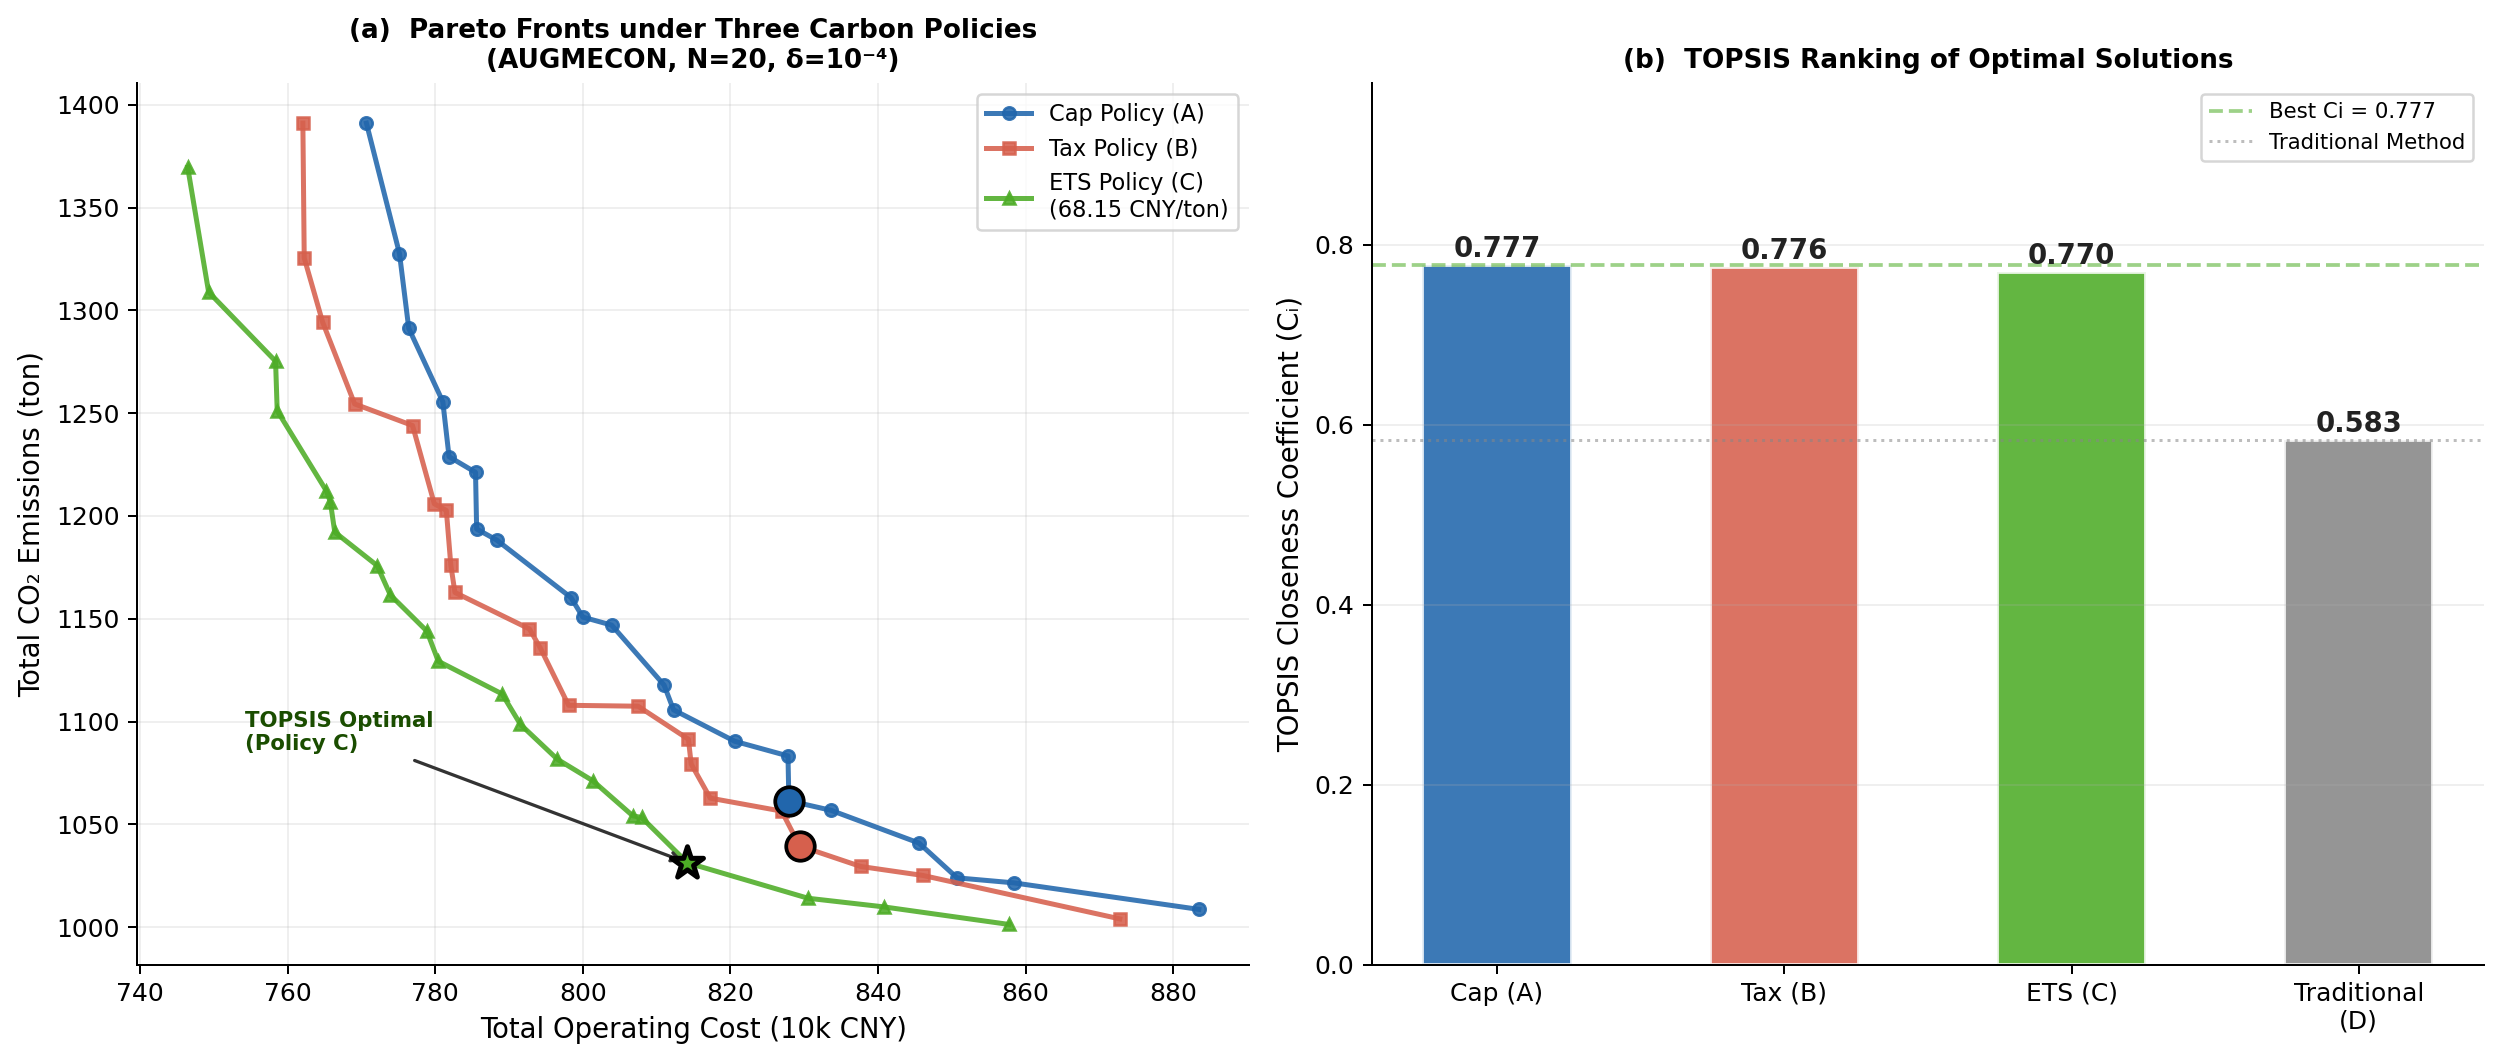 (a)  Pareto Fronts under Three Carbon Policies
(AUGMECON, N=20, δ=10⁻⁴)
Total CO₂ Emissions (ton)
1400
1350
1300
1250
1200
1150
1100
1050
1000
Cap Policy (A)
Tax Policy (B)
ETS Policy (C)
(68.15 CNY/ton)
TOPSIS Optimal
(Policy C)
740 760 780 800 820 840 860 880
Total Operating Cost (10k CNY)
(b)  TOPSIS Ranking of Optimal Solutions
TOPSIS Closeness Coefficient (Cᵢ)
0.8
0.6
0.4
0.2
0.0
Best Ci = 0.777
Traditional Method
0.777 0.776 0.770 0.583
Cap (A) Tax (B) ETS (C) Traditional
(D)